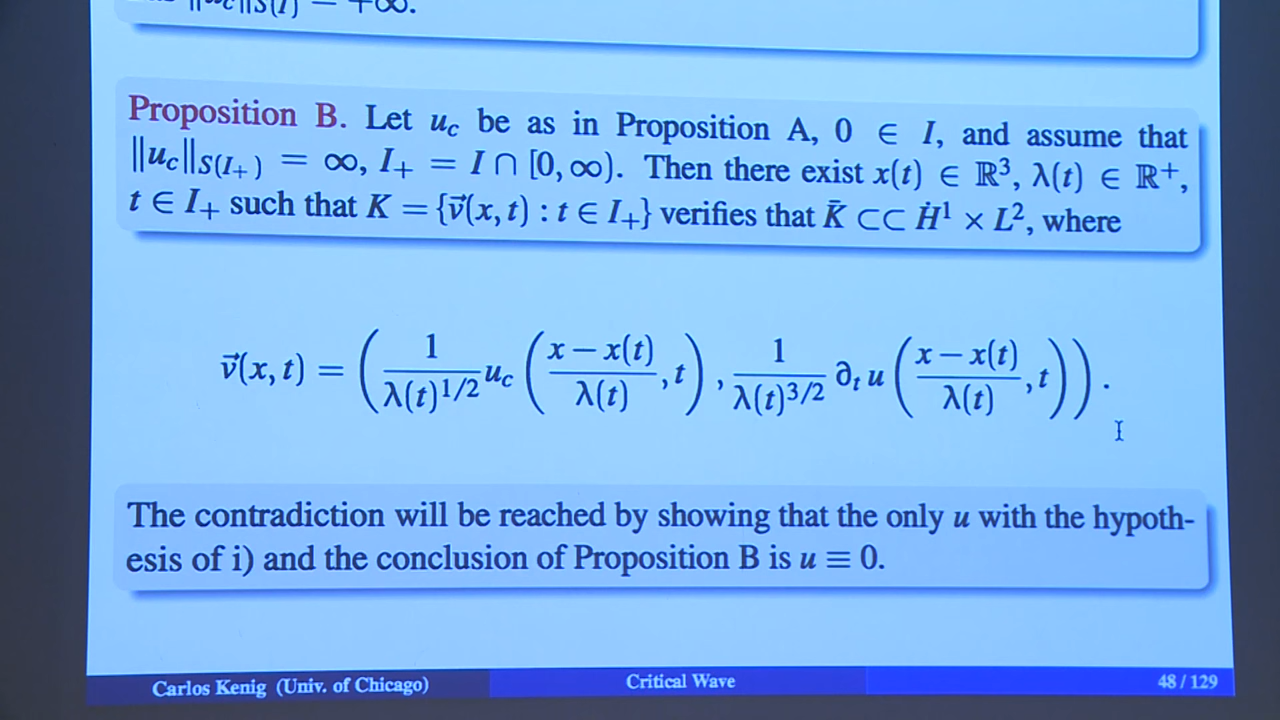 ‖u_c‖_{S(I)} = +∞.
Proposition B. Let u_c be as in Proposition A, 0 ∈ I, and assume that
‖u_c‖_{S(I_+)} = ∞, I_+ = I ∩ [0, ∞). Then there exist x(t) ∈ ℝ³, λ(t) ∈ ℝ⁺,
t ∈ I_+ such that K = {v⃗(x, t) : t ∈ I_+} verifies that K̄ ⊂⊂ Ḣ¹ × L², where
v⃗(x, t) = ( 1/λ(t)^{1/2} u_c ( (x − x(t))/λ(t), t ), 1/λ(t)^{3/2} ∂_t u ( (x − x(t))/λ(t), t ) ).
The contradiction will be reached by showing that the only u with the hypoth-
esis of i) and the conclusion of Proposition B is u ≡ 0.
Carlos Kenig (Univ. of Chicago) Critical Wave 48 / 129